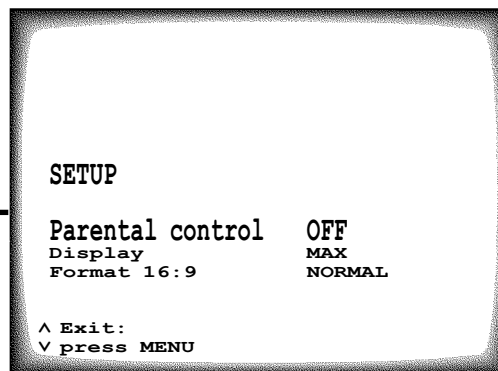 SETUP
Parental control OFF
Display MAX
Format 16:9 NORMAL
∧ Exit:
∨ press MENU